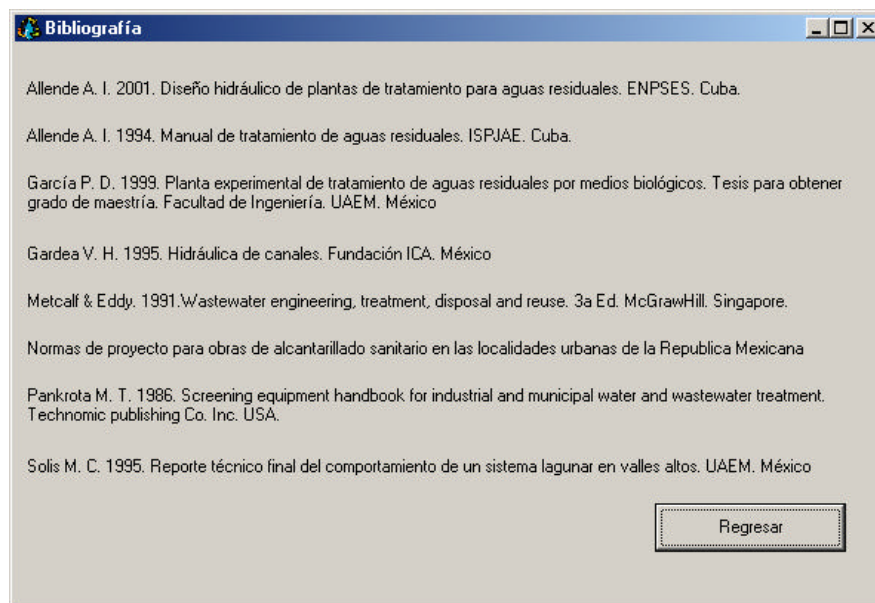 Bibliografía
Allende A. I. 2001. Diseño hidráulico de plantas de tratamiento para aguas residuales. ENPSES. Cuba.
Allende A. I. 1994. Manual de tratamiento de aguas residuales. ISPJAE. Cuba.
García P. D. 1999. Planta experimental de tratamiento de aguas residuales por medios biológicos. Tesis para obtener
grado de maestría. Facultad de Ingeniería. UAEM. México
Gardea V. H. 1995. Hidráulica de canales. Fundación ICA. México
Metcalf & Eddy. 1991.Wastewater engineering, treatment, disposal and reuse. 3a Ed. McGrawHill. Singapore.
Normas de proyecto para obras de alcantarillado sanitario en las localidades urbanas de la Republica Mexicana
Pankrota M. T. 1986. Screening equipment handbook for industrial and municipal water and wastewater treatment.
Technomic publishing Co. Inc. USA.
Solis M. C. 1995. Reporte técnico final del comportamiento de un sistema lagunar en valles altos. UAEM. México
Regresar